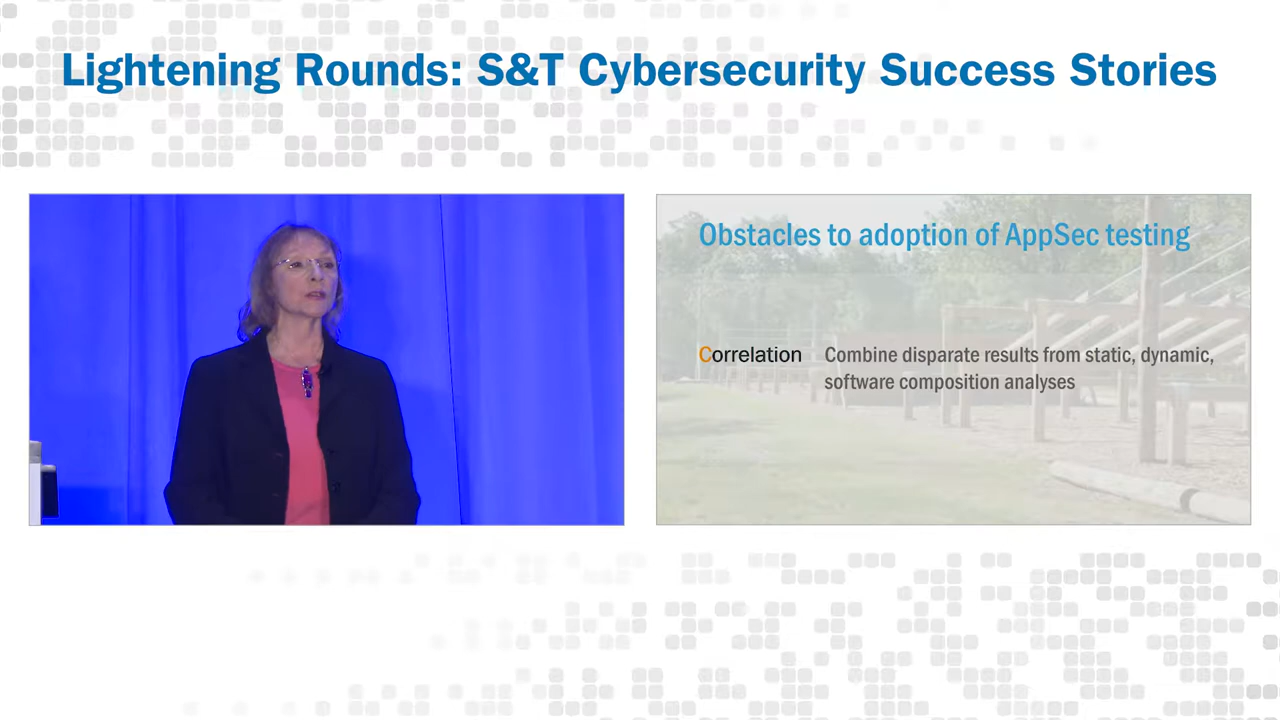 Lightening Rounds: S&T Cybersecurity Success Stories
Obstacles to adoption of AppSec testing
Correlation
Combine disparate results from static, dynamic,
software composition analyses